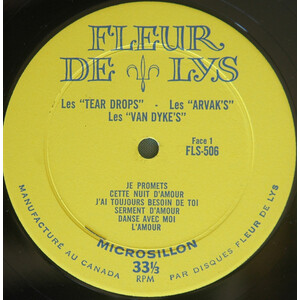 FLEUR
DE LYS
Les "TEAR DROPS" - Les "ARVAK'S"
Les "VAN DYKE'S"
Face 1
FLS-506
JE PROMETS
CETTE NUIT D'AMOUR
J'AI TOUJOURS BESOIN DE TOI
SERMENT D'AMOUR
DANSE AVEC MOI
L'AMOUR
MICROSILLON
33⅓
RPM
MANUFACTURÉ AU CANADA
PAR DISQUES FLEUR DE LYS